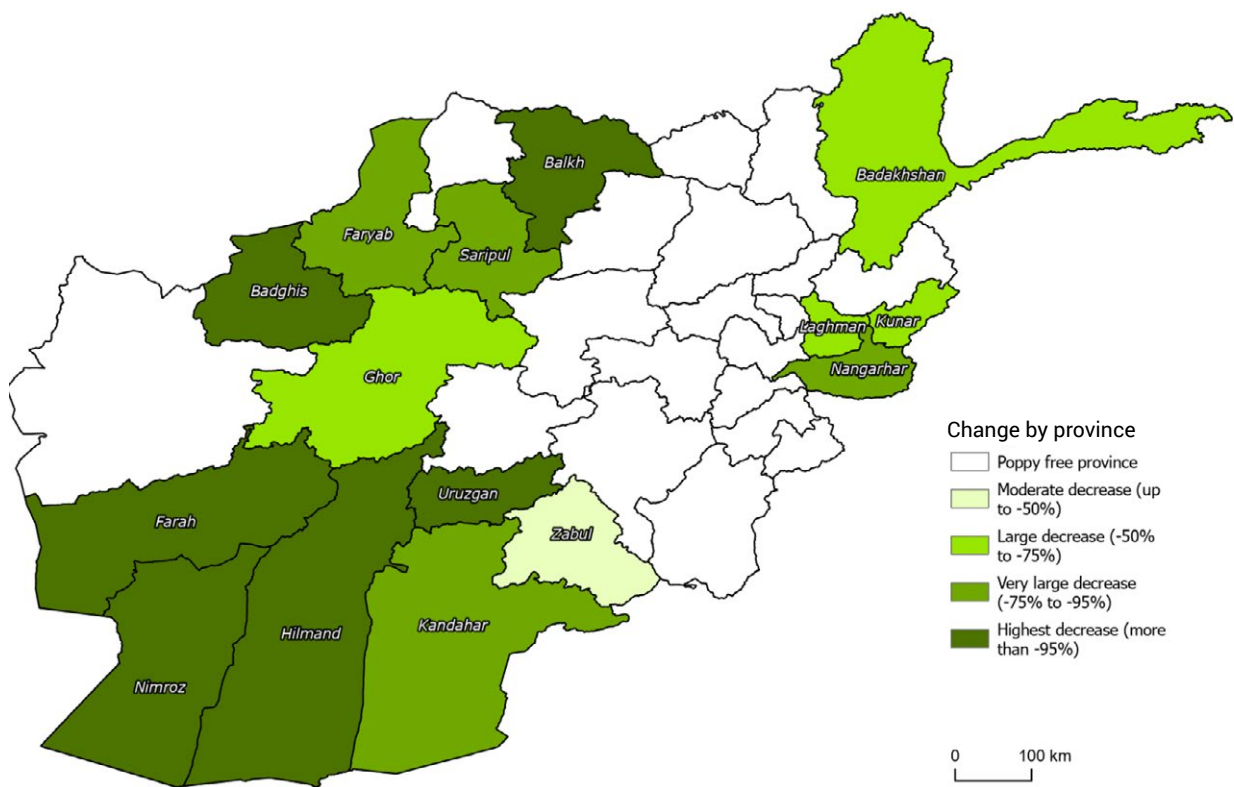 Balkh
Badakhshan
Faryab
Saripul
Badghis
Laghman
Kunar
Nangarhar
Ghor
Uruzgan
Farah
Zabul
Hilmand
Kandahar
Nimroz
Change by province
Poppy free province
Moderate decrease (up
to -50%)
Large decrease (-50%
to -75%)
Very large decrease
(-75% to -95%)
Highest decrease (more
than -95%)
0 100 km